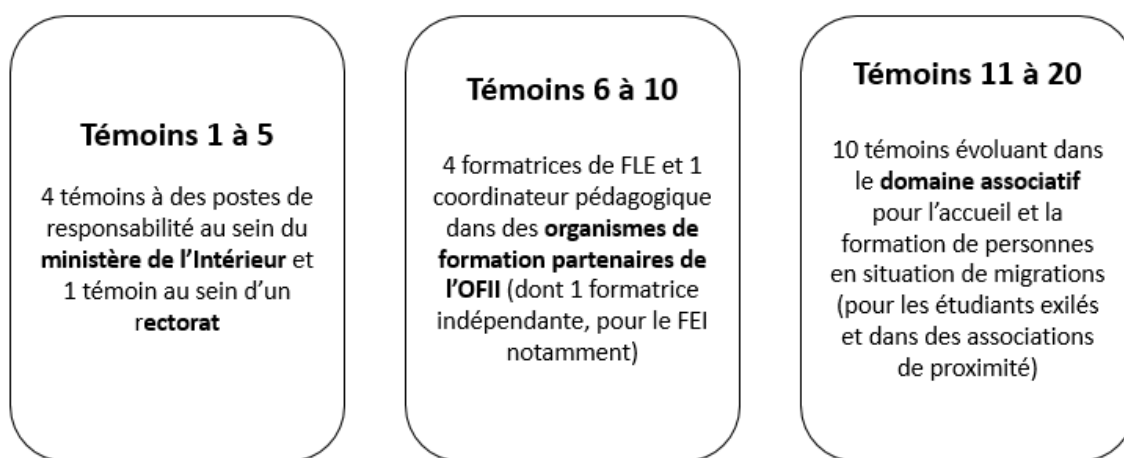 Témoins 1 à 5
4 témoins à des postes de
responsabilité au sein du
ministère de l'Intérieur et
1 témoin au sein d'un
rectorat
Témoins 6 à 10
4 formatrices de FLE et 1
coordinateur pédagogique
dans des organismes de
formation partenaires de
l'OFII (dont 1 formatrice
indépendante, pour le FEI
notamment)
Témoins 11 à 20
10 témoins évoluant dans
le domaine associatif
pour l'accueil et la
formation de personnes
en situation de migrations
(pour les étudiants exilés
et dans des associations
de proximité)